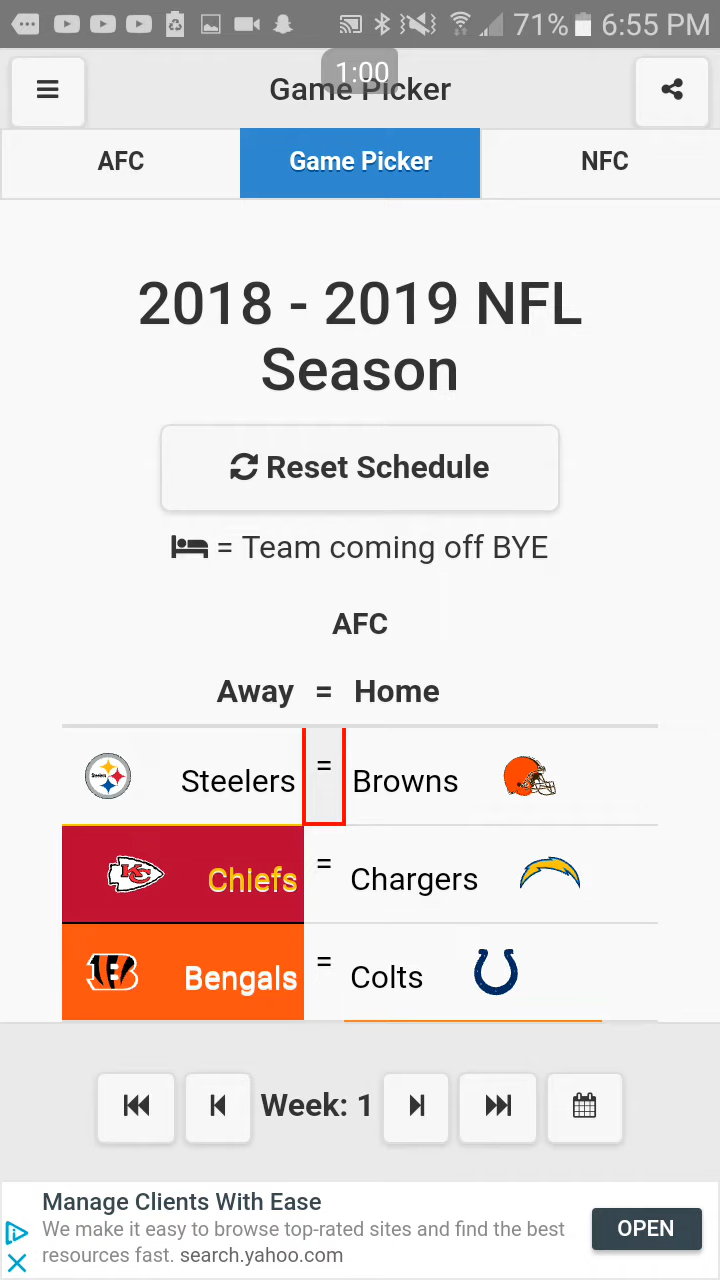 71% 6:55 PM
1:00
Game Picker
AFC Game Picker NFC
2018 - 2019 NFL
Season
Reset Schedule
= Team coming off BYE
AFC
Away = Home
Steelers = Browns
Chiefs = Chargers
Bengals = Colts
Week: 1
Manage Clients With Ease
We make it easy to browse top-rated sites and find the best
resources fast. search.yahoo.com
OPEN